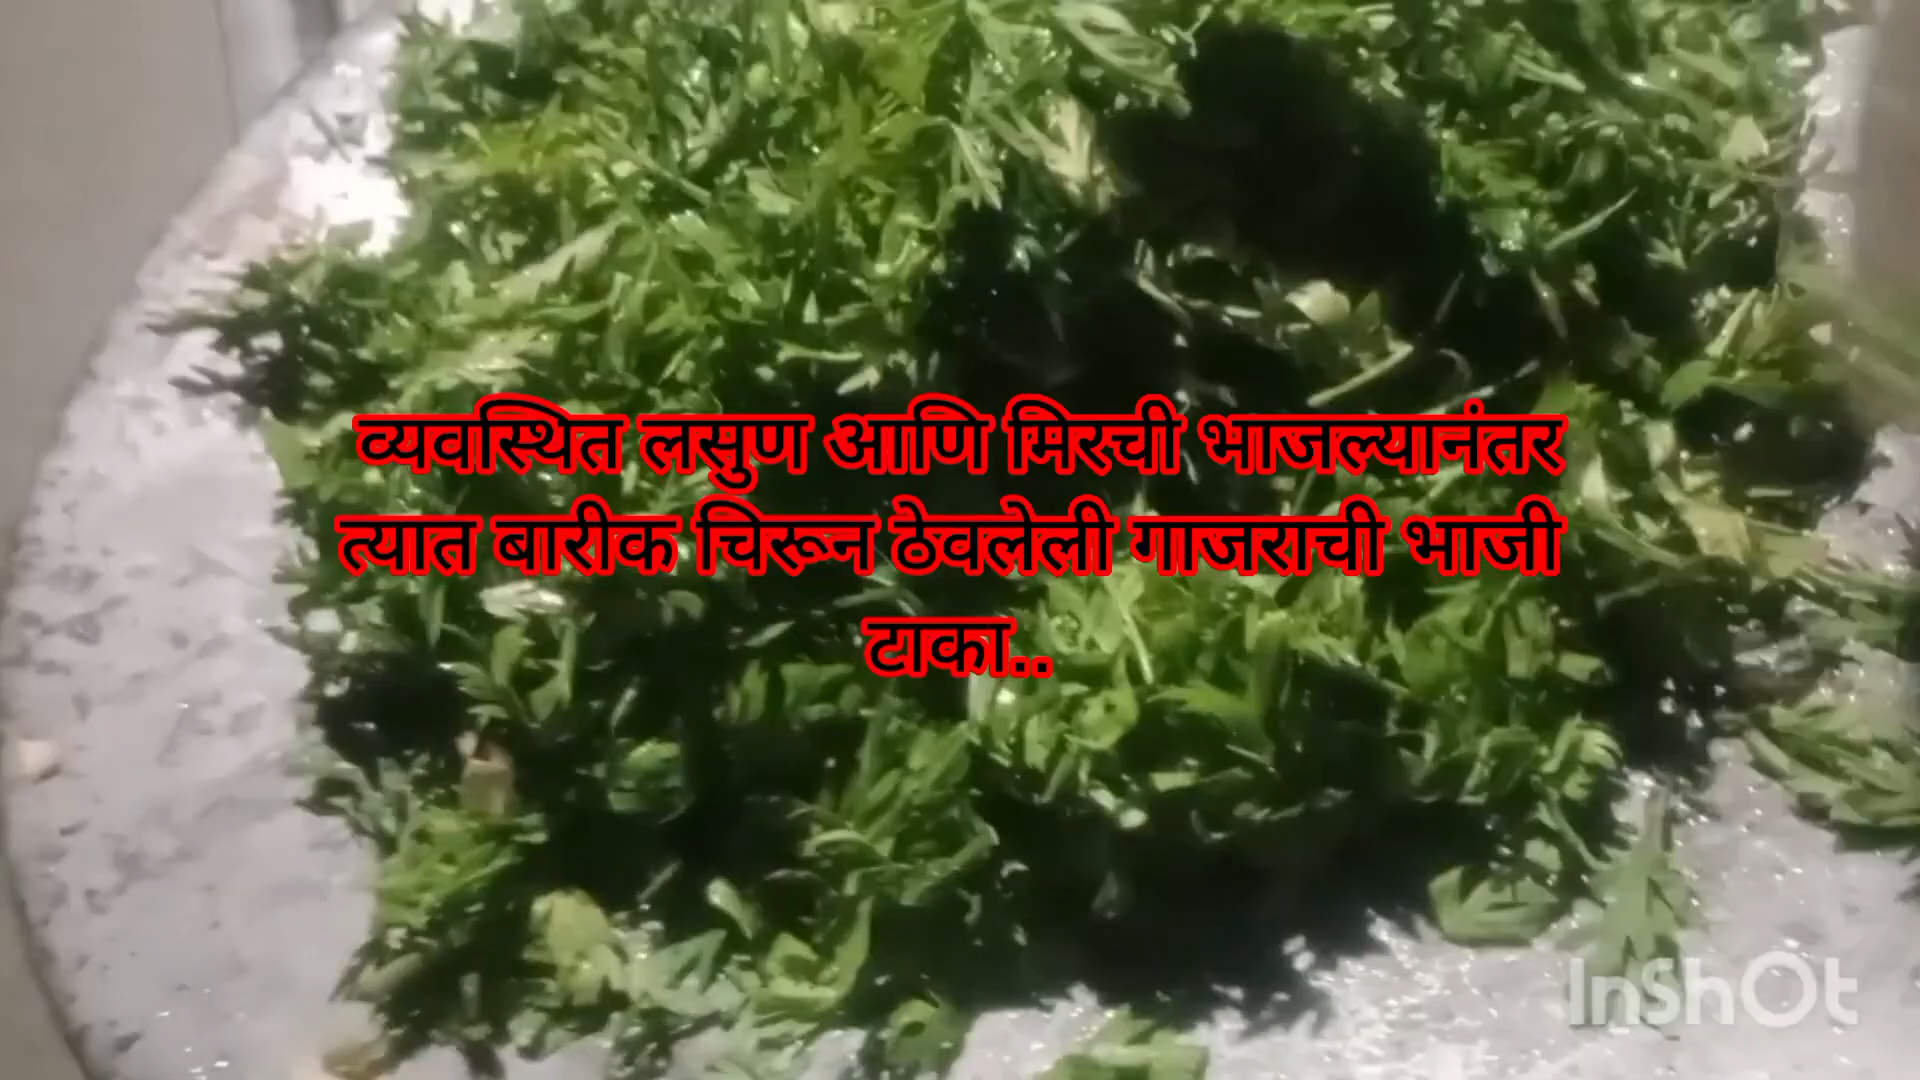 व्यवस्थित लसुण आणि मिरची भाजल्यानंतर
त्यात बारीक चिरून ठेवलेली गाजराची भाजी
टाका..
InShOt